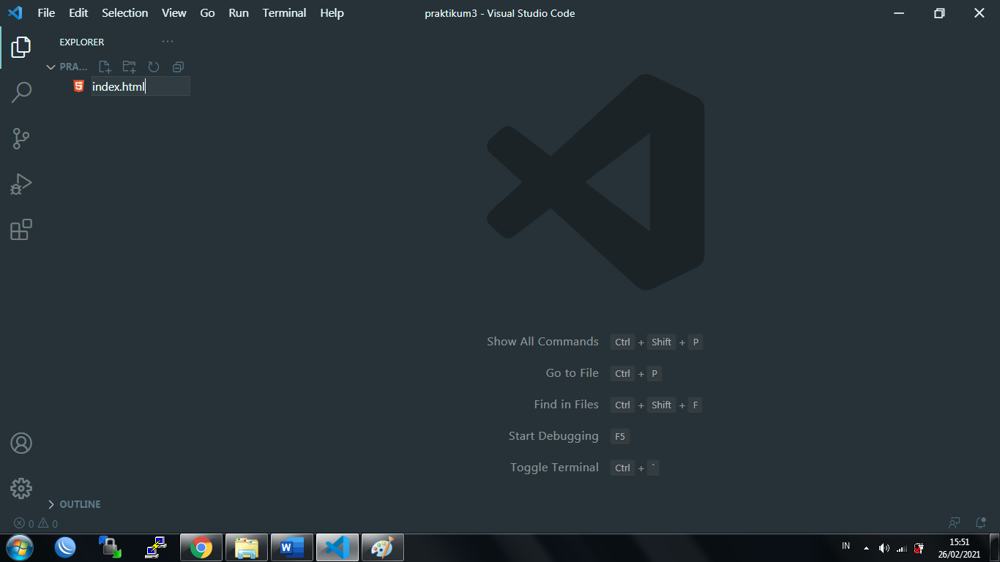 File Edit Selection View Go Run Terminal Help
praktikum3 - Visual Studio Code
EXPLORER
PRA...
index.html
Show All Commands Ctrl + Shift + P
Go to File Ctrl + P
Find in Files Ctrl + Shift + F
Start Debugging F5
Toggle Terminal Ctrl + `
OUTLINE
0 0
IN
15:51
26/02/2021